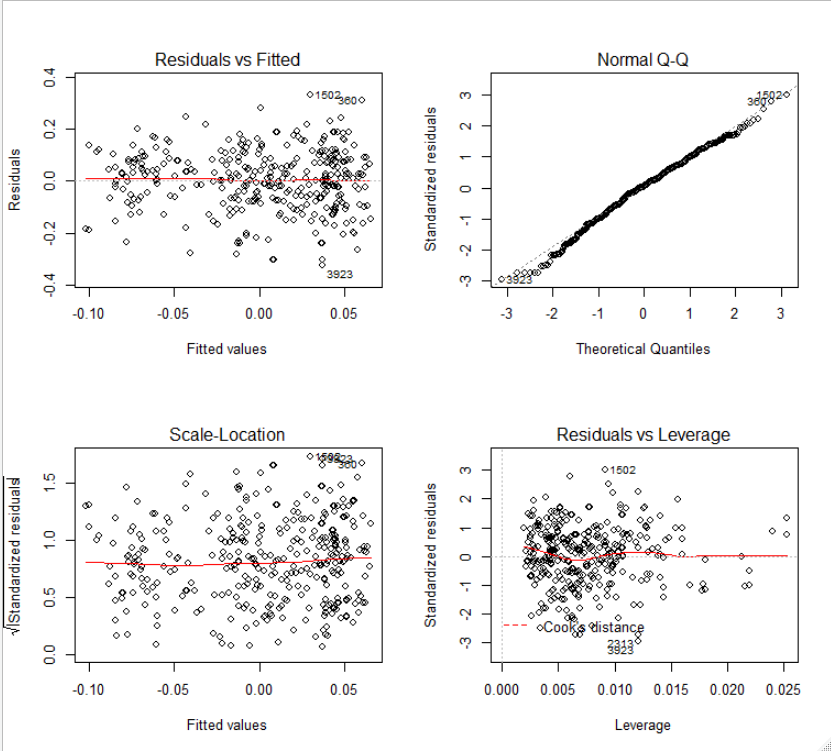 Residuals vs Fitted
Residuals
0.4
0.2
0.0
-0.2
-0.4
1502
360
3923
-0.10 -0.05 0.00 0.05
Fitted values
Normal Q-Q
Standardized residuals
3
2
1
0
-1
-2
-3
1502
360
3923
-3 -2 -1 0 1 2 3
Theoretical Quantiles
Scale-Location
√|Standardized residuals|
1.5
1.0
0.5
0.0
1502
3923
360
-0.10 -0.05 0.00 0.05
Fitted values
Residuals vs Leverage
Standardized residuals
3
2
1
0
-1
-2
-3
1502
Cook's distance
2313
3923
0.000 0.005 0.010 0.015 0.020 0.025
Leverage